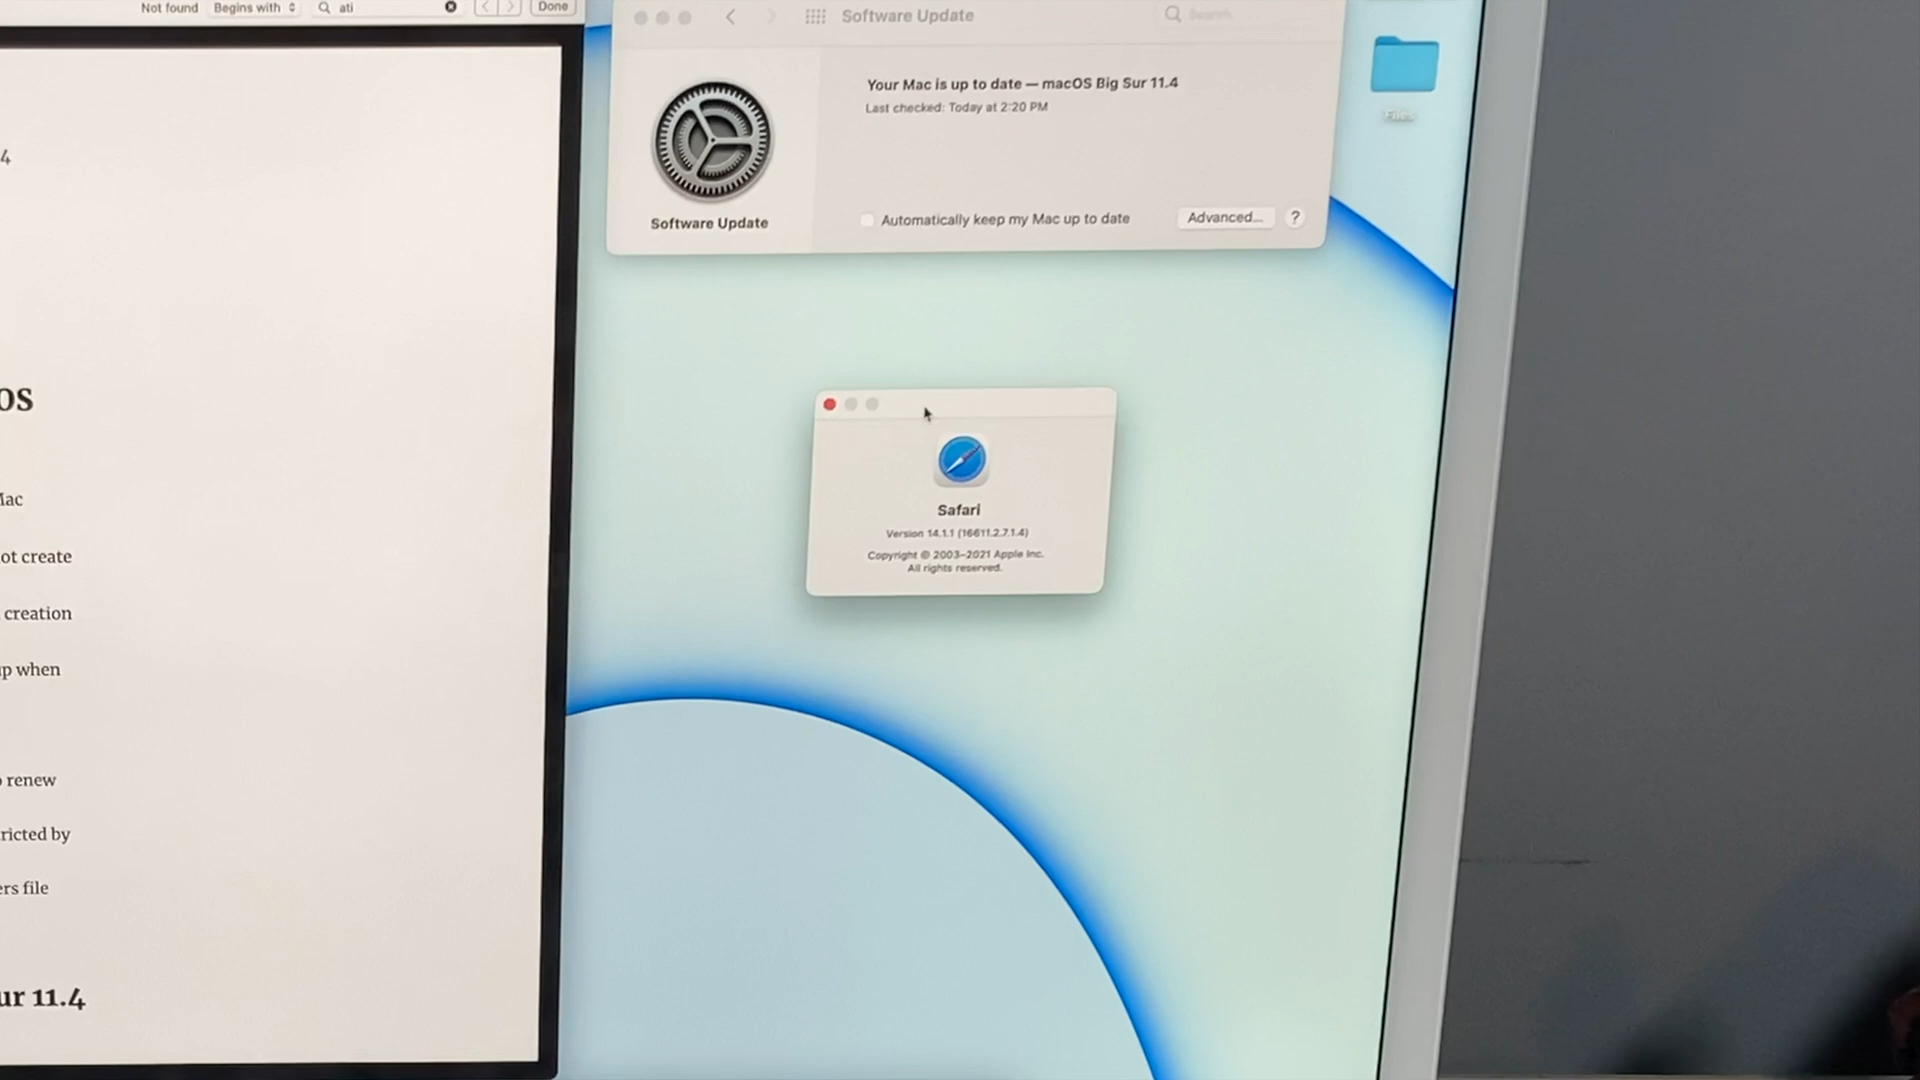 Not found Begins with ati Done
4
os
Mac
ot create
creation
p when
renew
ricted by
ers file
ur 11.4
Software Update
Search
Your Mac is up to date — macOS Big Sur 11.4
Last checked: Today at 2:20 PM
Software Update
Automatically keep my Mac up to date Advanced... ?
Files
Safari
Version 14.1.1 (16611.2.7.1.4)
Copyright © 2003–2021 Apple Inc.
All rights reserved.